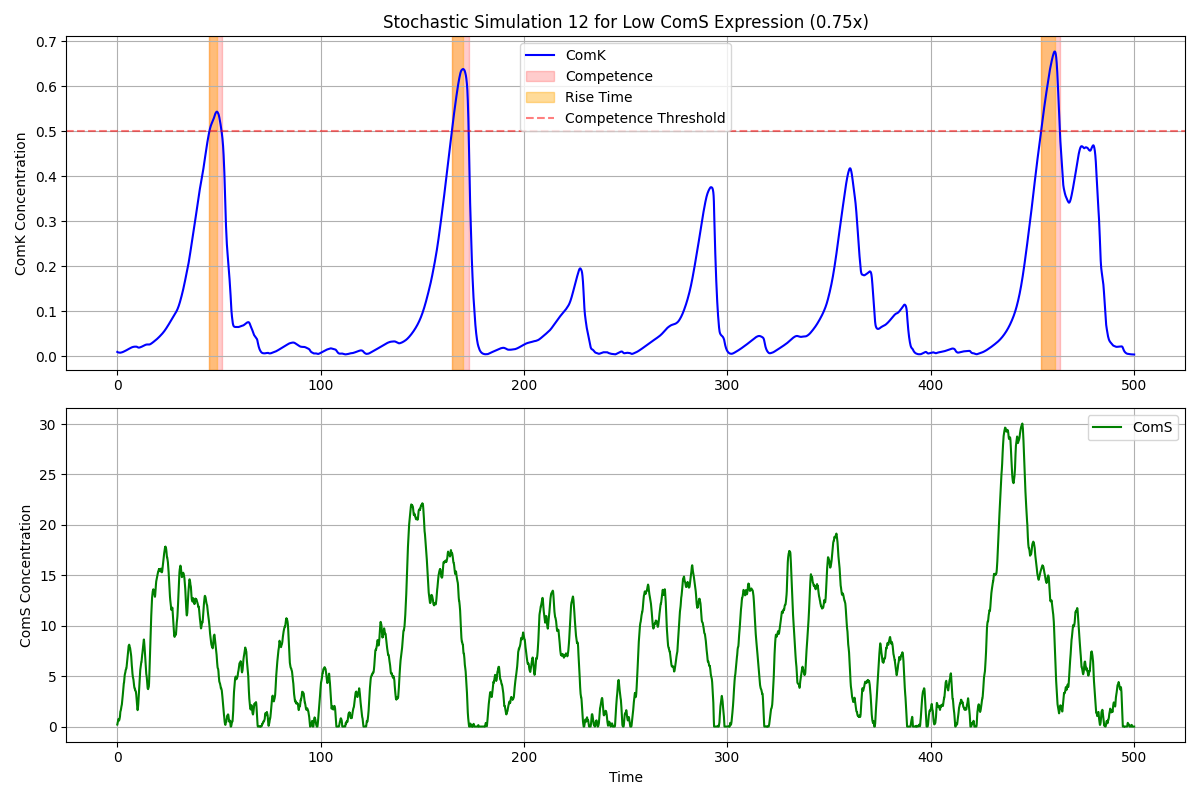 Stochastic Simulation 12 for Low ComS Expression (0.75x)
0.7
0.6
0.5
0.4
0.3
0.2
0.1
0.0
ComK Concentration
ComK
Competence
Rise Time
Competence Threshold
0 100 200 300 400 500
30
25
20
15
10
5
0
ComS Concentration
ComS
0 100 200 300 400 500
Time